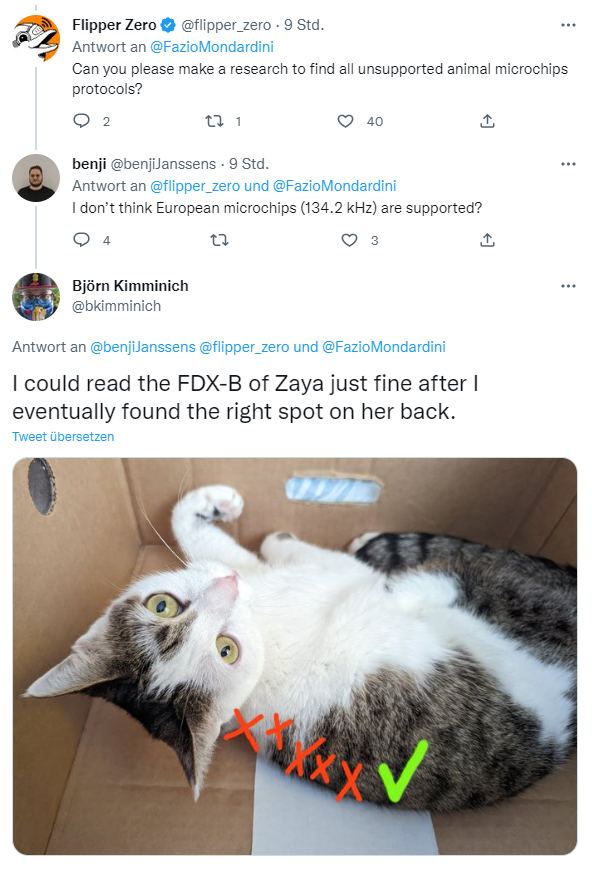 Flipper Zero @flipper_zero · 9 Std.
Antwort an @FazioMondardini
Can you please make a research to find all unsupported animal microchips
protocols?
2 1 40
benji @benjiJanssens · 9 Std.
Antwort an @flipper_zero und @FazioMondardini
I don't think European microchips (134.2 kHz) are supported?
4 3
Björn Kimminich
@bkimminich
Antwort an @benjiJanssens @flipper_zero und @FazioMondardini
I could read the FDX-B of Zaya just fine after I
eventually found the right spot on her back.
Tweet übersetzen